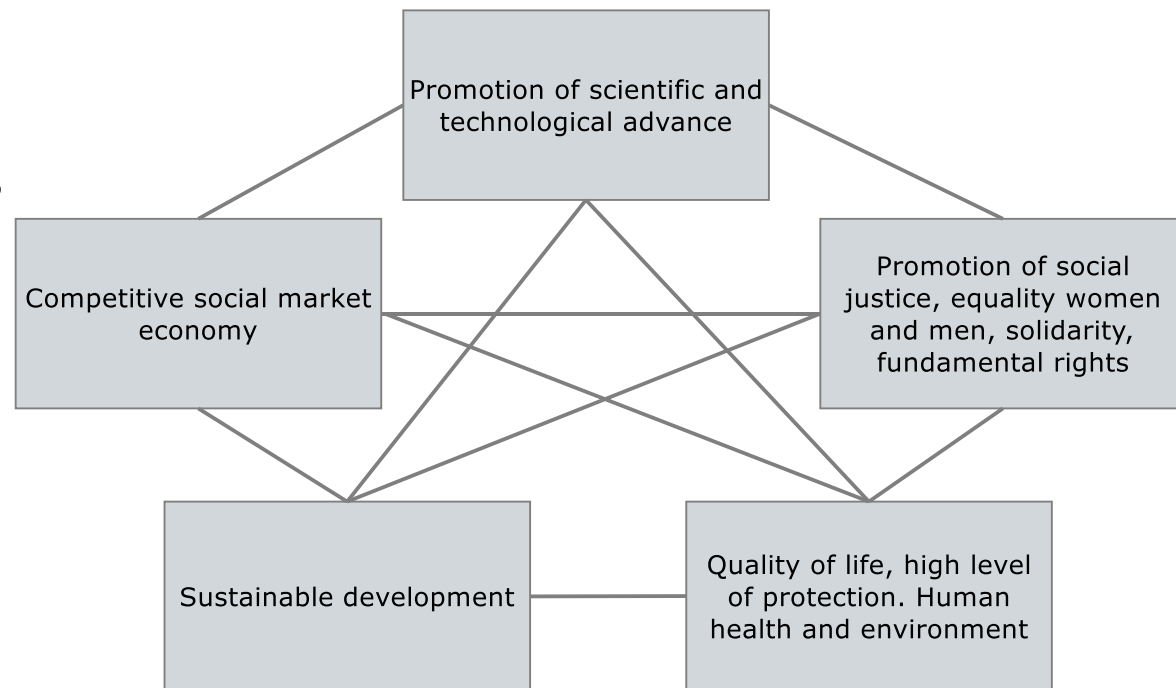 Promotion of scientific and
technological advance
Competitive social market
economy
Promotion of social
justice, equality women
and men, solidarity,
fundamental rights
Sustainable development
Quality of life, high level
of protection. Human
health and environment